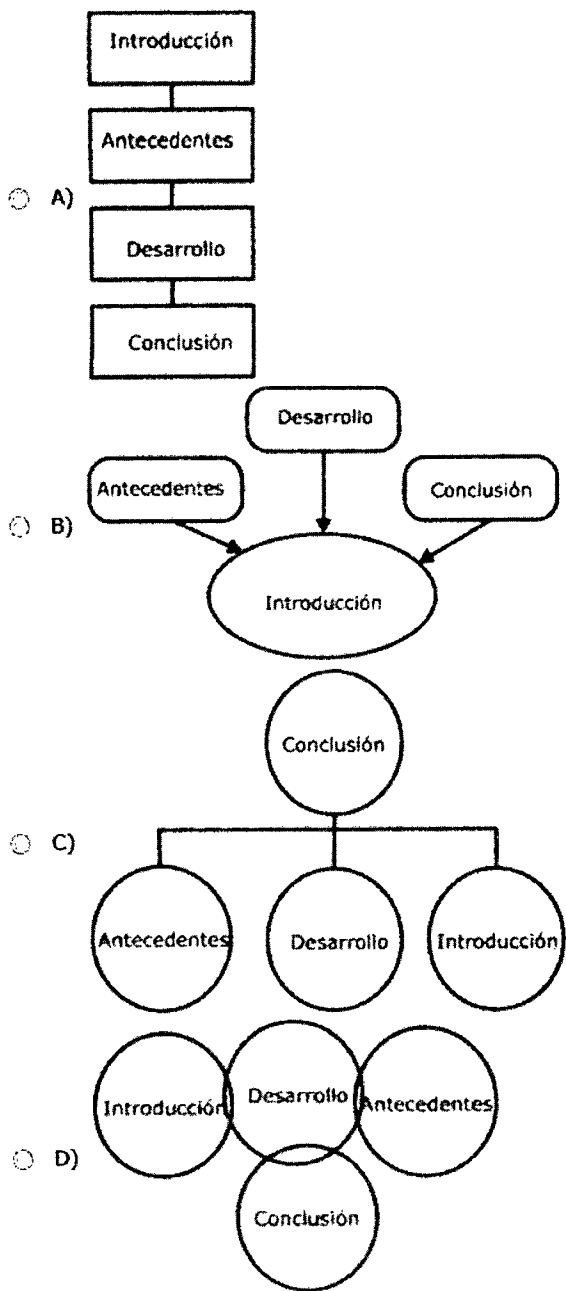 Introducción
Antecedentes
A)
Desarrollo
Conclusión
Desarrollo
Antecedentes
Conclusión
B)
Introducción
Conclusión
C)
Antecedentes
Desarrollo
Introducción
Introducción
Desarrollo
Antecedentes
D)
Conclusión